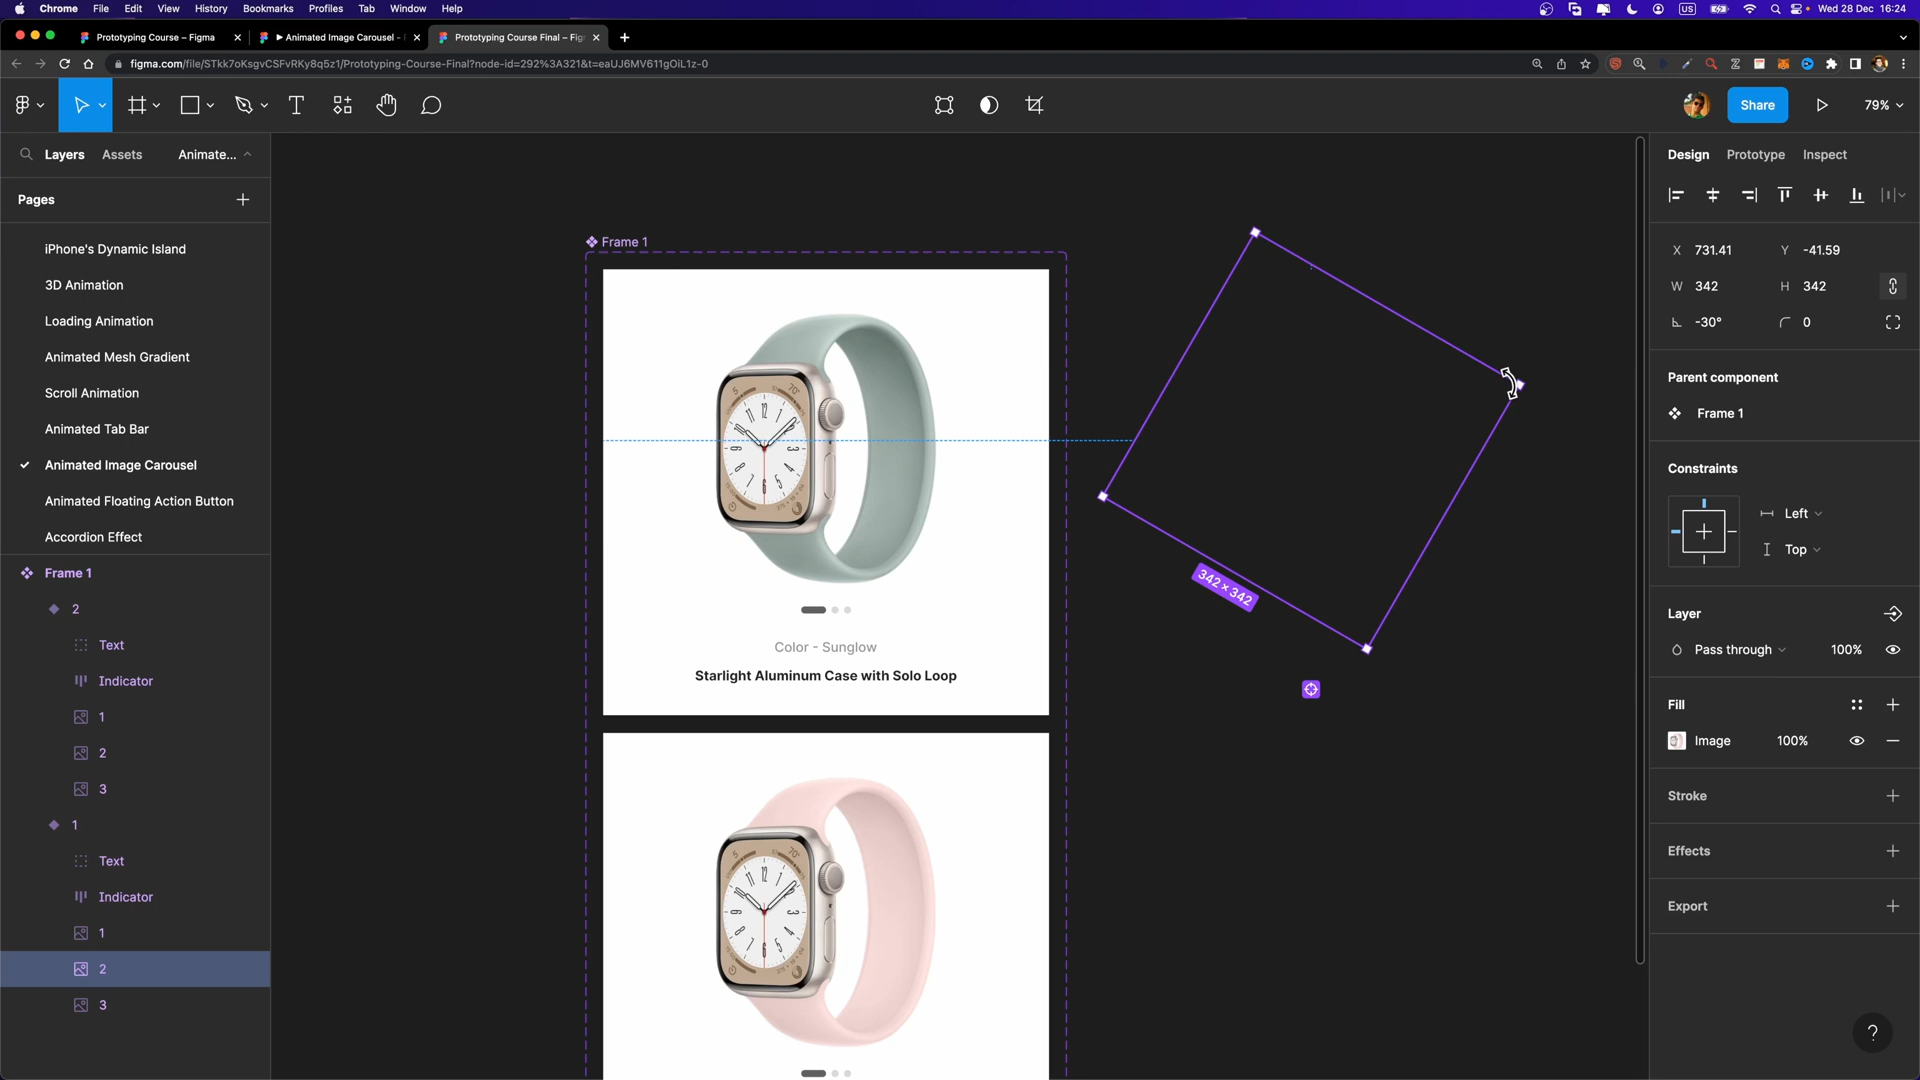 Chrome File Edit View History Bookmarks Profiles Tab Window Help US Wed 28 Dec 16:24
Prototyping Course – Figma Animated Image Carousel - Prototyping Course Final – Fig
figma.com/file/STkk7oKsgvCSFvRKy8q5z1/Prototyping-Course-Final?node-id=292%3A321&t=eaUJ6MV611gOiL1z-0
Share 79%
Layers Assets Animate...
Pages
iPhone's Dynamic Island
3D Animation
Loading Animation
Animated Mesh Gradient
Scroll Animation
Animated Tab Bar
Animated Image Carousel
Animated Floating Action Button
Accordion Effect
Frame 1
2
Text
Indicator
1
2
3
1
Text
Indicator
1
2
3
Frame 1
Color - Sunglow
Starlight Aluminum Case with Solo Loop
342 × 342
Design Prototype Inspect
X 731.41 Y -41.59
W 342 H 342
-30° 0
Parent component
Frame 1
Constraints
Left
Top
Layer
Pass through 100%
Fill
Image 100%
Stroke
Effects
Export
?